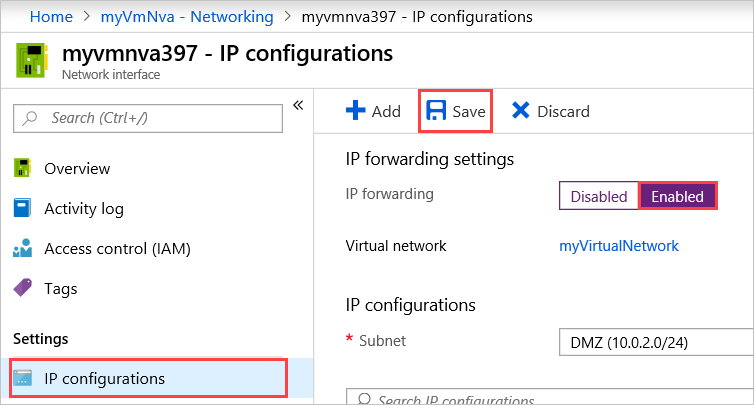 Home > myVmNva - Networking > myvmnva397 - IP configurations
myvmnva397 - IP configurations
Network interface
«
Search (Ctrl+/)
Overview
Activity log
Access control (IAM)
Tags
Settings
IP configurations
Add Save Discard
IP forwarding settings
IP forwarding Disabled Enabled
Virtual network myVirtualNetwork
IP configurations
* Subnet DMZ (10.0.2.0/24)
Search IP configurations